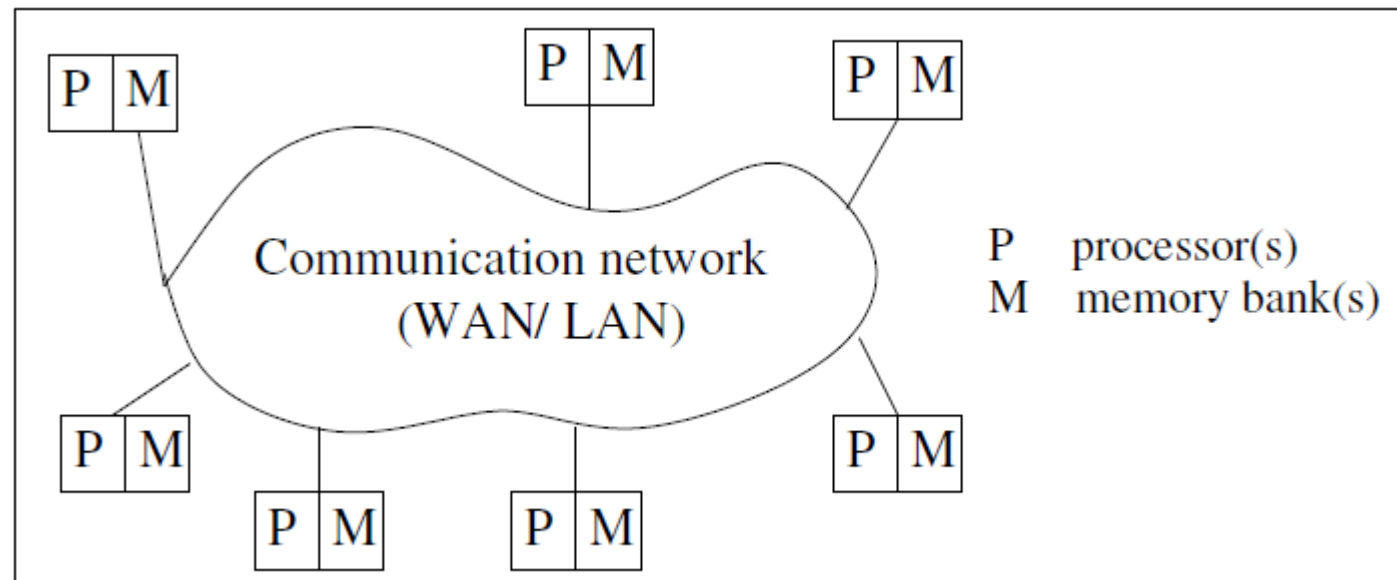 P M
P M
P M
Communication network
(WAN/ LAN)
P processor(s)
M memory bank(s)
P M
P M
P M
P M